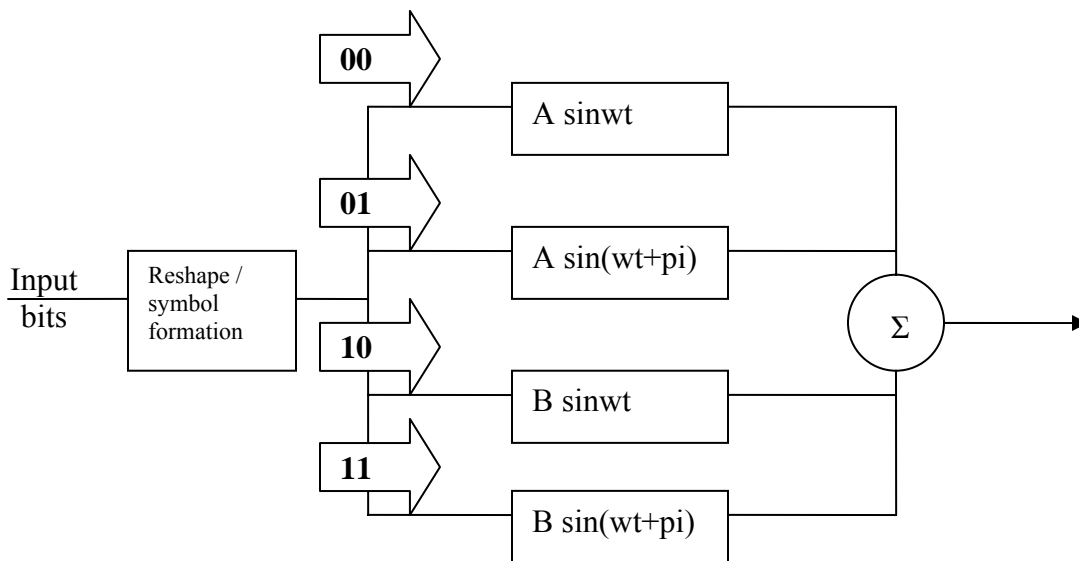 00
A sinwt
01
A sin(wt+pi)
Input
bits
Reshape /
symbol
formation
Σ
10
B sinwt
11
B sin(wt+pi)